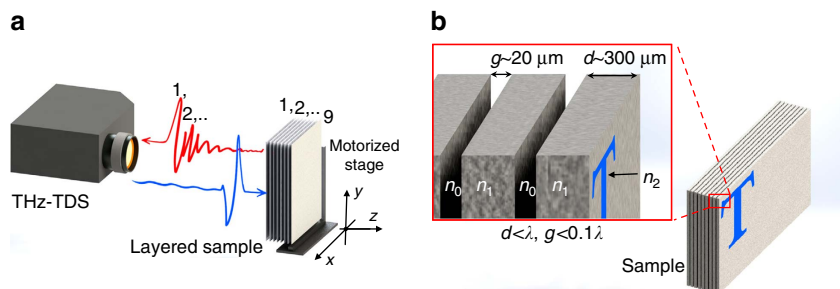 a
1,
2,..
1,2,.. 9
Motorized
stage
THz-TDS
Layered sample
y
z
x
b
g~20 μm
d~300 μm
n0
n1
n0
n1
T
n2
d<λ, g<0.1λ
T
Sample